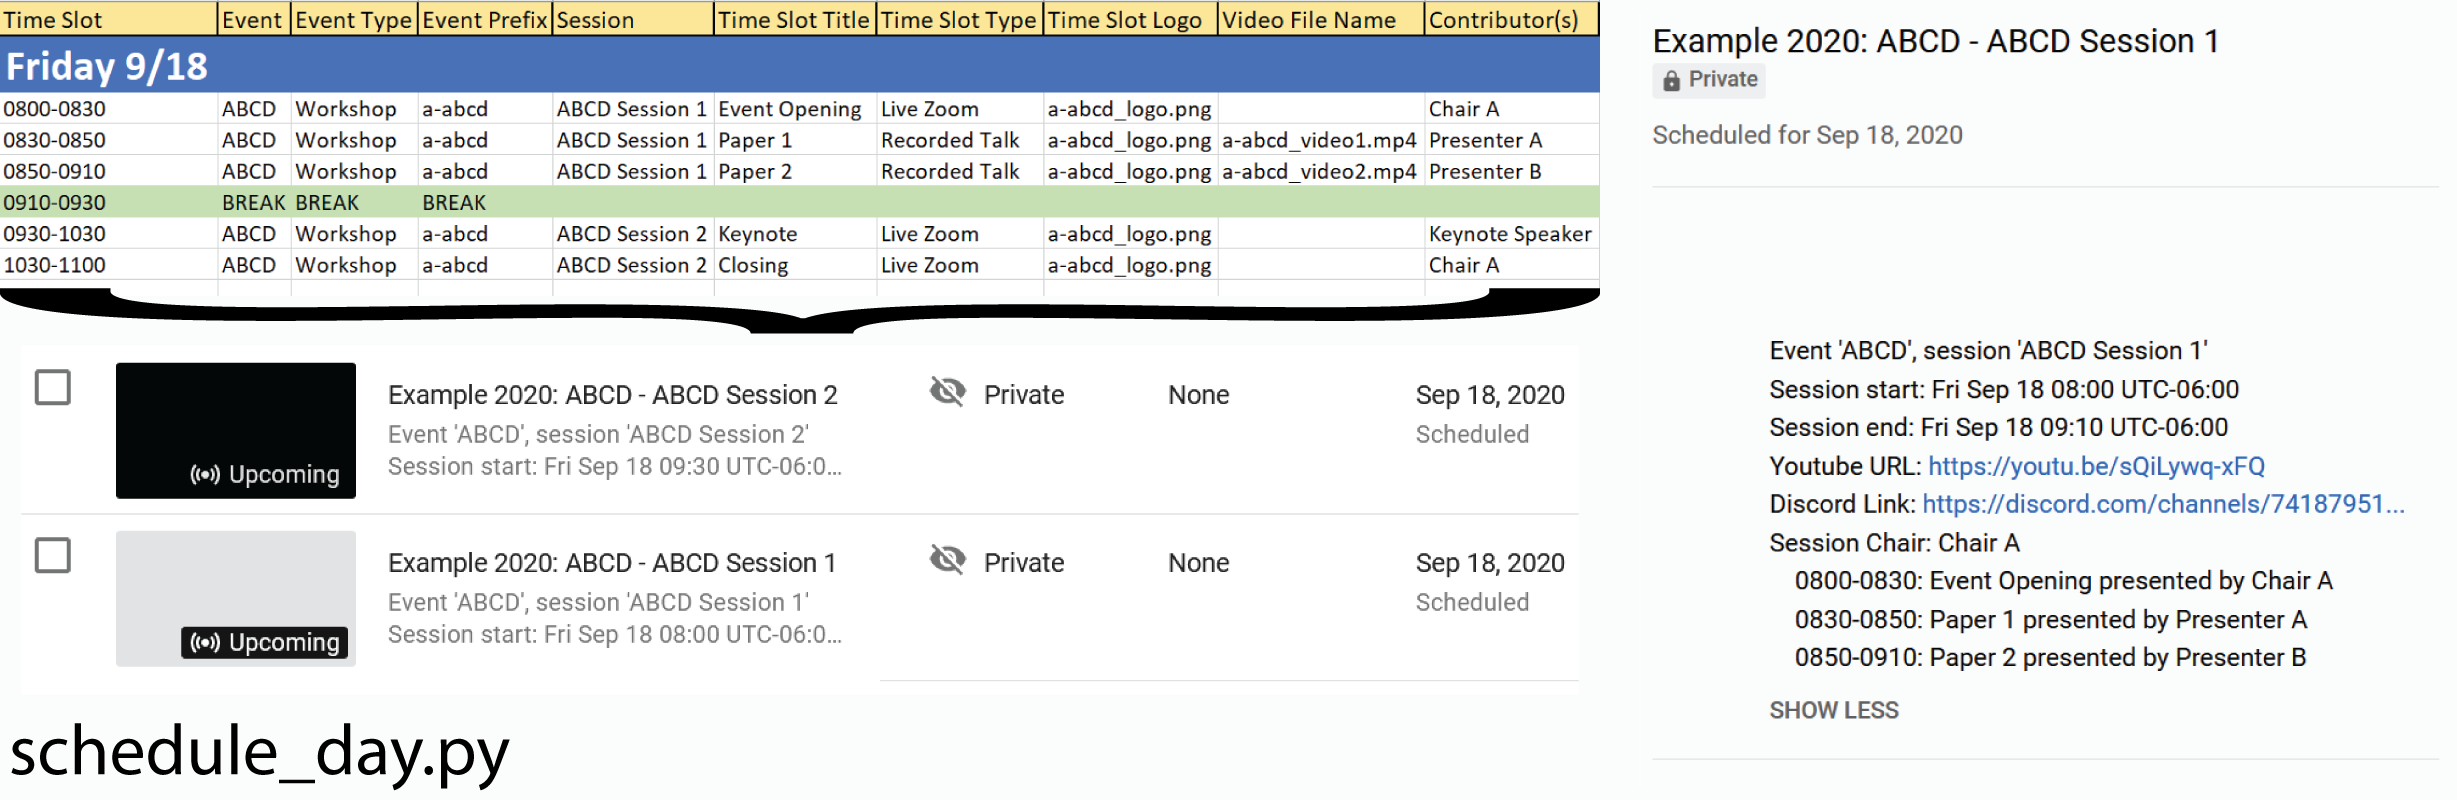 Time Slot Event Event Type Event Prefix Session Time Slot Title Time Slot Type Time Slot Logo Video File Name Contributor(s)
Friday 9/18
0800-0830 ABCD Workshop a-abcd ABCD Session 1 Event Opening Live Zoom a-abcd_logo.png Chair A
0830-0850 ABCD Workshop a-abcd ABCD Session 1 Paper 1 Recorded Talk a-abcd_logo.png a-abcd_video1.mp4 Presenter A
0850-0910 ABCD Workshop a-abcd ABCD Session 1 Paper 2 Recorded Talk a-abcd_logo.png a-abcd_video2.mp4 Presenter B
0910-0930 BREAK BREAK BREAK
0930-1030 ABCD Workshop a-abcd ABCD Session 2 Keynote Live Zoom a-abcd_logo.png Keynote Speaker
1030-1100 ABCD Workshop a-abcd ABCD Session 2 Closing Live Zoom a-abcd_logo.png Chair A
Example 2020: ABCD - ABCD Session 2 Private None Sep 18, 2020
Event 'ABCD', session 'ABCD Session 2' Scheduled
Session start: Fri Sep 18 09:30 UTC-06:0...
Upcoming
Example 2020: ABCD - ABCD Session 1 Private None Sep 18, 2020
Event 'ABCD', session 'ABCD Session 1' Scheduled
Session start: Fri Sep 18 08:00 UTC-06:0...
Upcoming
schedule_day.py
Example 2020: ABCD - ABCD Session 1
Private
Scheduled for Sep 18, 2020
Event 'ABCD', session 'ABCD Session 1'
Session start: Fri Sep 18 08:00 UTC-06:00
Session end: Fri Sep 18 09:10 UTC-06:00
Youtube URL: https://youtu.be/sQiLywq-xFQ
Discord Link: https://discord.com/channels/74187951...
Session Chair: Chair A
0800-0830: Event Opening presented by Chair A
0830-0850: Paper 1 presented by Presenter A
0850-0910: Paper 2 presented by Presenter B
SHOW LESS